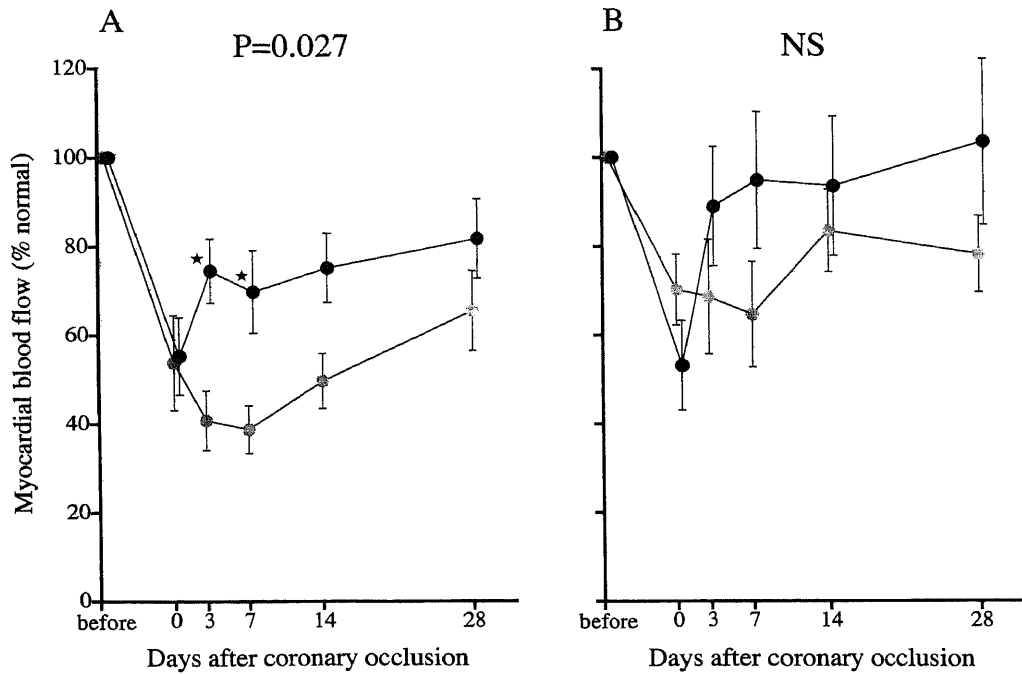 A
P=0.027
120
100
80
60
40
20
0
before 0 3 7 14 28
Days after coronary occlusion
Myocardial blood flow (% normal)
B
NS
before 0 3 7 14 28
Days after coronary occlusion